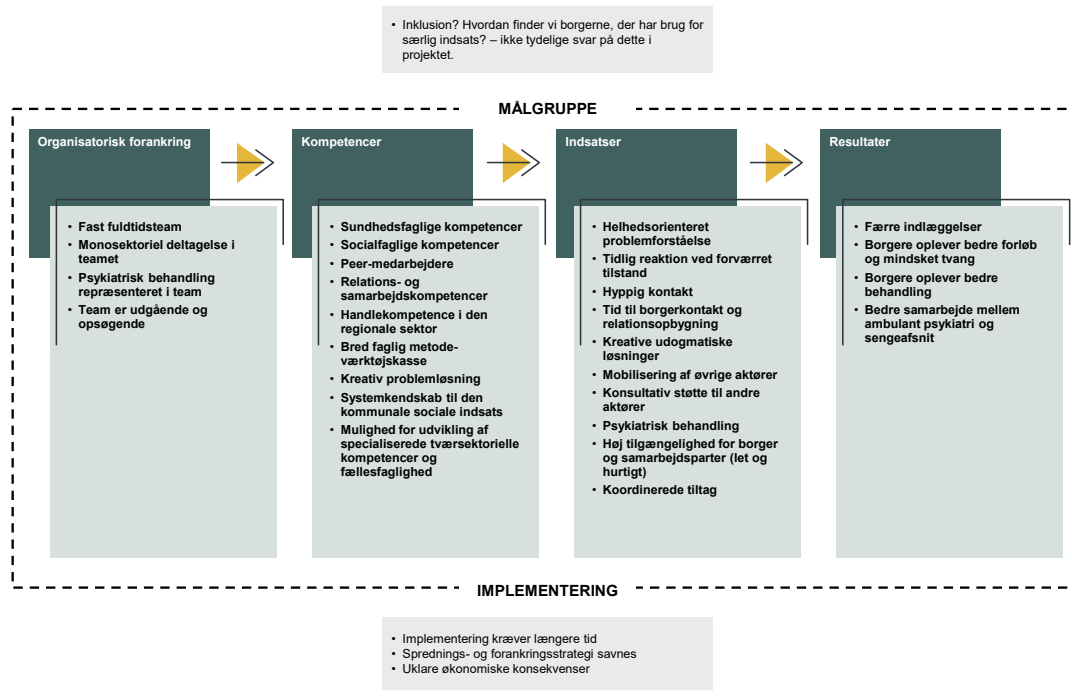 • Inklusion? Hvordan finder vi borgerne, der har brug for
særlig indsats? – ikke tydelige svar på dette i
projektet.
MÅLGRUPPE
Organisatorisk forankring
• Fast fuldtidsteam
• Monosektoriel deltagelse i
teamet
• Psykiatrisk behandling
repræsenteret i team
• Team er udgående og
opsøgende
Kompetencer
• Sundhedsfaglige kompetencer
• Socialfaglige kompetencer
• Peer-medarbejdere
• Relations- og
samarbejdskompetencer
• Handlekompetence i den
regionale sektor
• Bred faglig metode-
værktøjskasse
• Kreativ problemløsning
• Systemkendskab til den
kommunale sociale indsats
• Mulighed for udvikling af
specialiserede tværsektorielle
kompetencer og
fællesfaglighed
Indsatser
• Helhedsorienteret
problemforståelse
• Tidlig reaktion ved forværret
tilstand
• Hyppig kontakt
• Tid til borgerkontakt og
relationsopbygning
• Kreative udogmatiske
løsninger
• Mobilisering af øvrige aktører
• Konsultativ støtte til andre
aktører
• Psykiatrisk behandling
• Høj tilgængelighed for borger
og samarbejdsparter (let og
hurtigt)
• Koordinerede tiltag
Resultater
• Færre indlæggelser
• Borgere oplever bedre forløb
og mindsket tvang
• Borgere oplever bedre
behandling
• Bedre samarbejde mellem
ambulant psykiatri og
sengeafsnit
IMPLEMENTERING
• Implementering kræver længere tid
• Sprednings- og forankringsstrategi savnes
• Uklare økonomiske konsekvenser